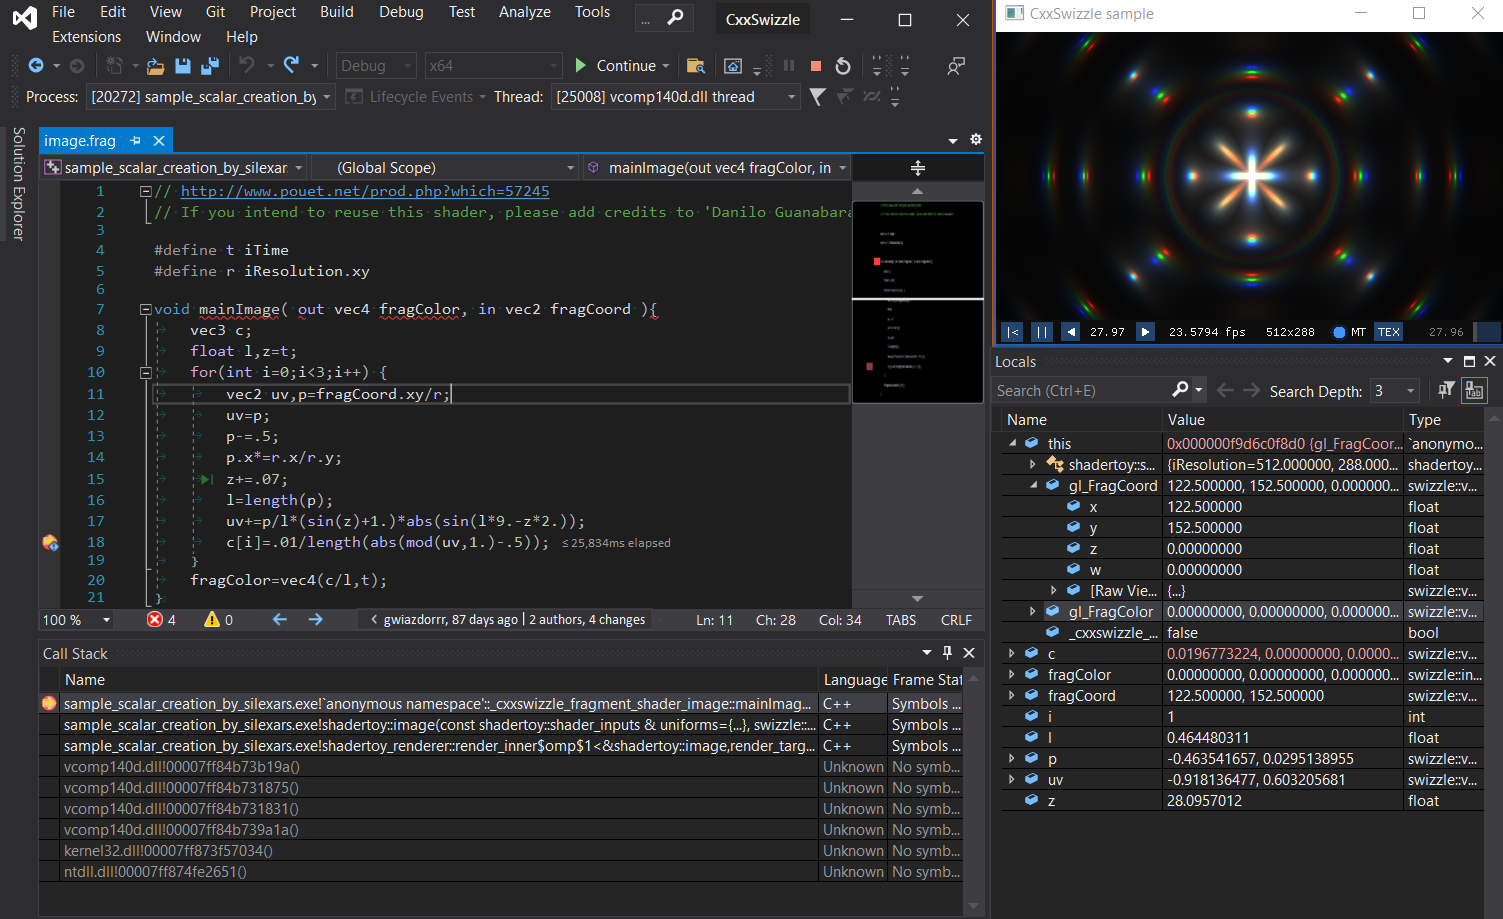 File Edit View Git Project Build Debug Test Analyze Tools ... CxxSwizzle
Extensions Window Help
Debug x64 Continue
Process: [20272] sample_scalar_creation_by Lifecycle Events Thread: [25008] vcomp140d.dll thread
Solution Explorer
image.frag
sample_scalar_creation_by_silexar: (Global Scope) mainImage(out vec4 fragColor, in
1 // http://www.pouet.net/prod.php?which=57245
2 // If you intend to reuse this shader, please add credits to 'Danilo Guanabara
3
4 #define t iTime
5 #define r iResolution.xy
6
7 void mainImage( out vec4 fragColor, in vec2 fragCoord ){
8 vec3 c;
9 float l,z=t;
10 for(int i=0;i<3;i++) {
11 vec2 uv,p=fragCoord.xy/r;
12 uv=p;
13 p-=.5;
14 p.x*=r.x/r.y;
15 z+=.07;
16 l=length(p);
17 uv+=p/l*(sin(z)+1.)*abs(sin(l*9.-z*2.));
18 c[i]=.01/length(abs(mod(uv,1.)-.5)); ≤25,834ms elapsed
19 }
20 fragColor=vec4(c/l,t);
21 }
100 % 4 0 gwiazdorrr, 87 days ago | 2 authors, 4 changes Ln: 11 Ch: 28 Col: 34 TABS CRLF
Call Stack
Name Language Frame Stat
sample_scalar_creation_by_silexars.exe!`anonymous namespace'::_cxxswizzle_fragment_shader_image::mainImag... C++ Symbols ...
sample_scalar_creation_by_silexars.exe!shadertoy::image(const shadertoy::shader_inputs & uniforms={...}, swizzle::... C++ Symbols ...
sample_scalar_creation_by_silexars.exe!shadertoy_renderer::render_inner$omp$1<&shadertoy::image,render_targ... C++ Symbols ...
vcomp140d.dll!00007ff84b73b19a() Unknown No symb...
vcomp140d.dll!00007ff84b731875() Unknown No symb...
vcomp140d.dll!00007ff84b731831() Unknown No symb...
vcomp140d.dll!00007ff84b739a1a() Unknown No symb...
kernel32.dll!00007ff873f57034() Unknown No symb...
ntdll.dll!00007ff874fe2651() Unknown No symb...
CxxSwizzle sample
|< || 27.97 23.5794 fps 512x288 MT TEX 27.96
Locals
Search (Ctrl+E) Search Depth: 3
Name Value Type
this 0x000000f9d6c0f8d0 {gl_FragCoor... `anonymo...
shadertoy::s... {iResolution=512.000000, 288.000... shadertoy...
gl_FragCoord 122.500000, 152.500000, 0.000000... swizzle::v...
x 122.500000 float
y 152.500000 float
z 0.00000000 float
w 0.00000000 float
[Raw Vie... {...} swizzle::v...
gl_FragColor 0.00000000, 0.00000000, 0.000000... swizzle::v...
_cxxswizzle_... false bool
c 0.0196773224, 0.00000000, 0.0000... swizzle::v...
fragColor 0.00000000, 0.00000000, 0.000000... swizzle::in...
fragCoord 122.500000, 152.500000 swizzle::v...
i 1 int
l 0.464480311 float
p -0.463541657, 0.0295138955 swizzle::v...
uv -0.918136477, 0.603205681 swizzle::v...
z 28.0957012 float